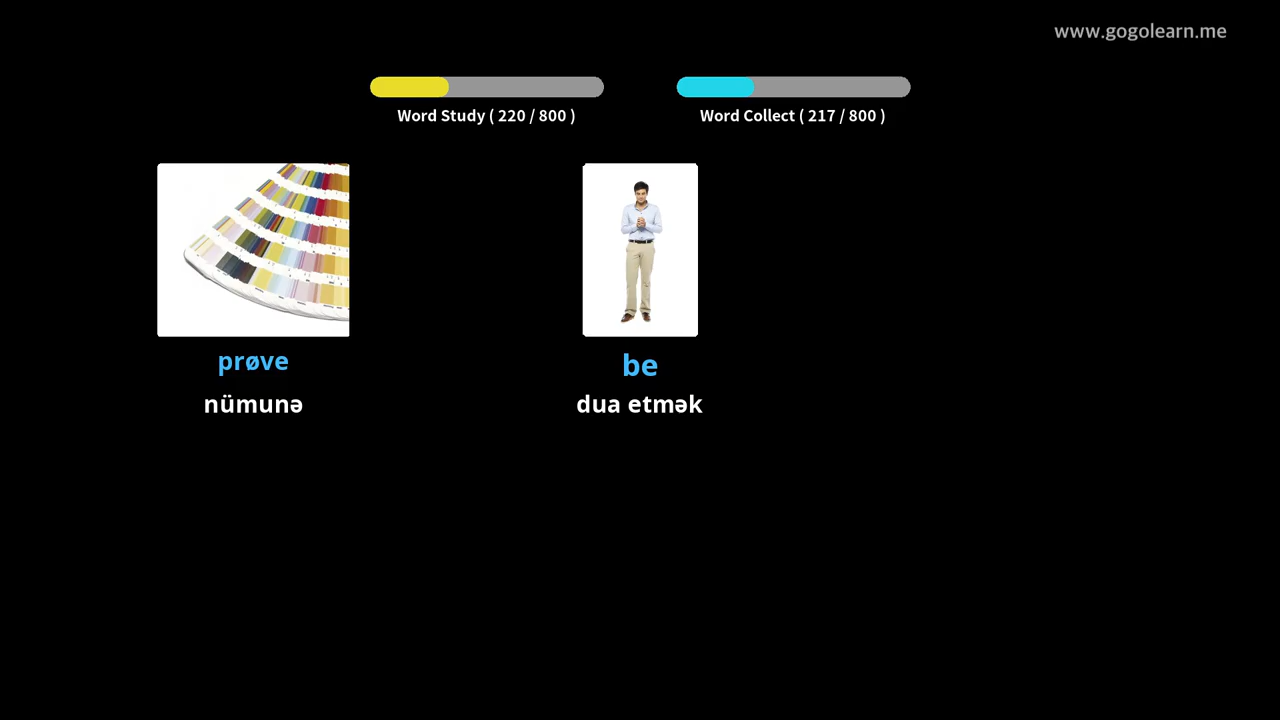 www.gogolearn.me
Word Study ( 220 / 800 )
Word Collect ( 217 / 800 )
prøve
be
nümunə
dua etmək